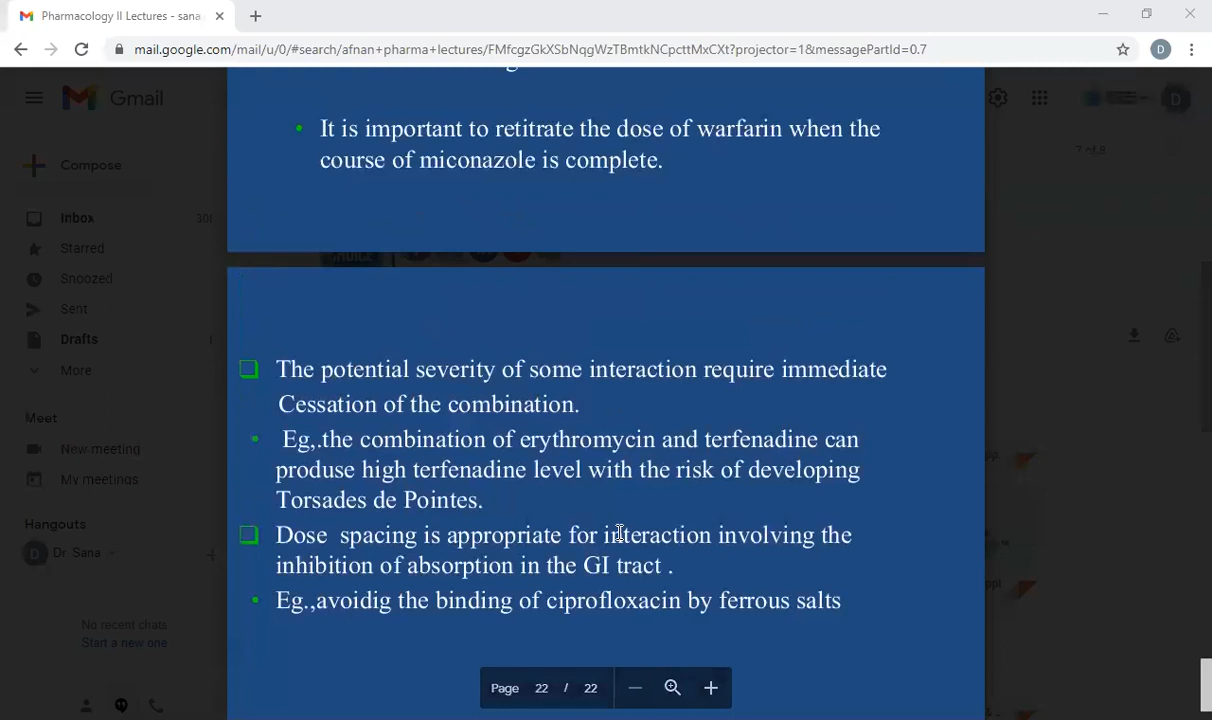 Pharmacology II Lectures - sana
mail.google.com/mail/u/0/#search/afnan+pharma+lectures/FMfcgzGkXSbNqgWzTBmtkNCpcttMxCXt?projector=1&messagePartId=0.7
D
Gmail
D
Compose
7 of 8
Inbox 30
Starred
Snoozed
Sent
Drafts 1
More
Meet
New meeting
My meetings
Hangouts
D Dr Sana
No recent chats
Start a new one
• It is important to retitrate the dose of warfarin when the
course of miconazole is complete.
The potential severity of some interaction require immediate
Cessation of the combination.
• Eg,.the combination of erythromycin and terfenadine can
produse high terfenadine level with the risk of developing
Torsades de Pointes.
Dose spacing is appropriate for interaction involving the
inhibition of absorption in the GI tract .
• Eg.,avoidig the binding of ciprofloxacin by ferrous salts
Page 22 / 22